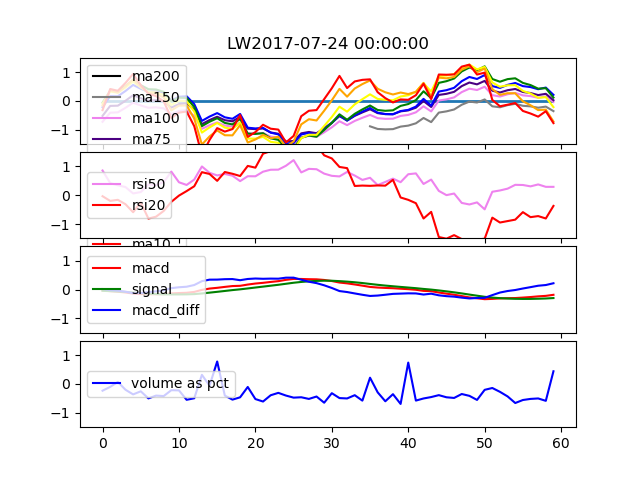 LW2017-07-24 00:00:00
1
0
−1
ma200
ma150
ma100
ma75
1
0
−1
rsi50
rsi20
ma10
1
0
−1
macd
signal
macd_diff
1
0
−1
volume as pct
0 10 20 30 40 50 60